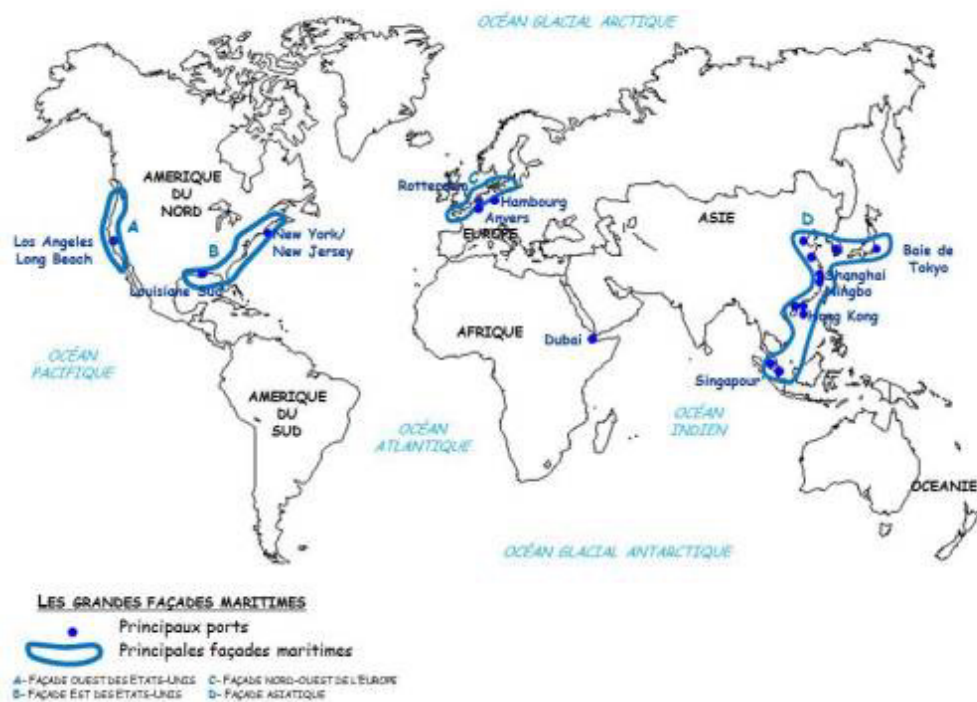 OCÉAN GLACIAL ARCTIQUE
AMERIQUE
DU
NORD
Rotterdam
C
Hambourg
Anvers
EUROPE
ASIE
D
A
B
Los Angeles
Long Beach
New York/
New Jersey
Louisiane Sud
Baie de
Tokyo
Shanghai
Ningbo
Hong Kong
AFRIQUE
Dubai
OCÉAN
PACIFIQUE
Singapour
AMERIQUE
DU
SUD
OCÉAN
ATLANTIQUE
OCÉAN
INDIEN
OCEANIE
OCÉAN GLACIAL ANTARCTIQUE
LES GRANDES FAÇADES MARITIMES
Principaux ports
Principales façades maritimes
A- FAÇADE OUEST DES ETATS-UNIS C- FAÇADE NORD-OUEST DE L'EUROPE
B- FAÇADE EST DES ETATS-UNIS D- FAÇADE ASIATIQUE